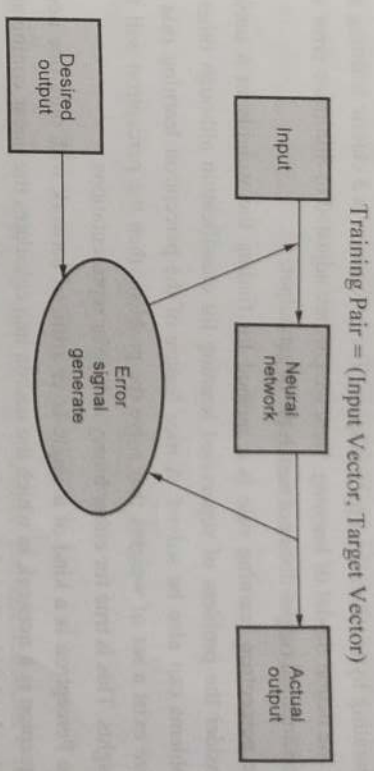 Training Pair = (Input Vector, Target Vector)
Input
Neural
network
Actual
output
Desired
output
Error
signal
generate